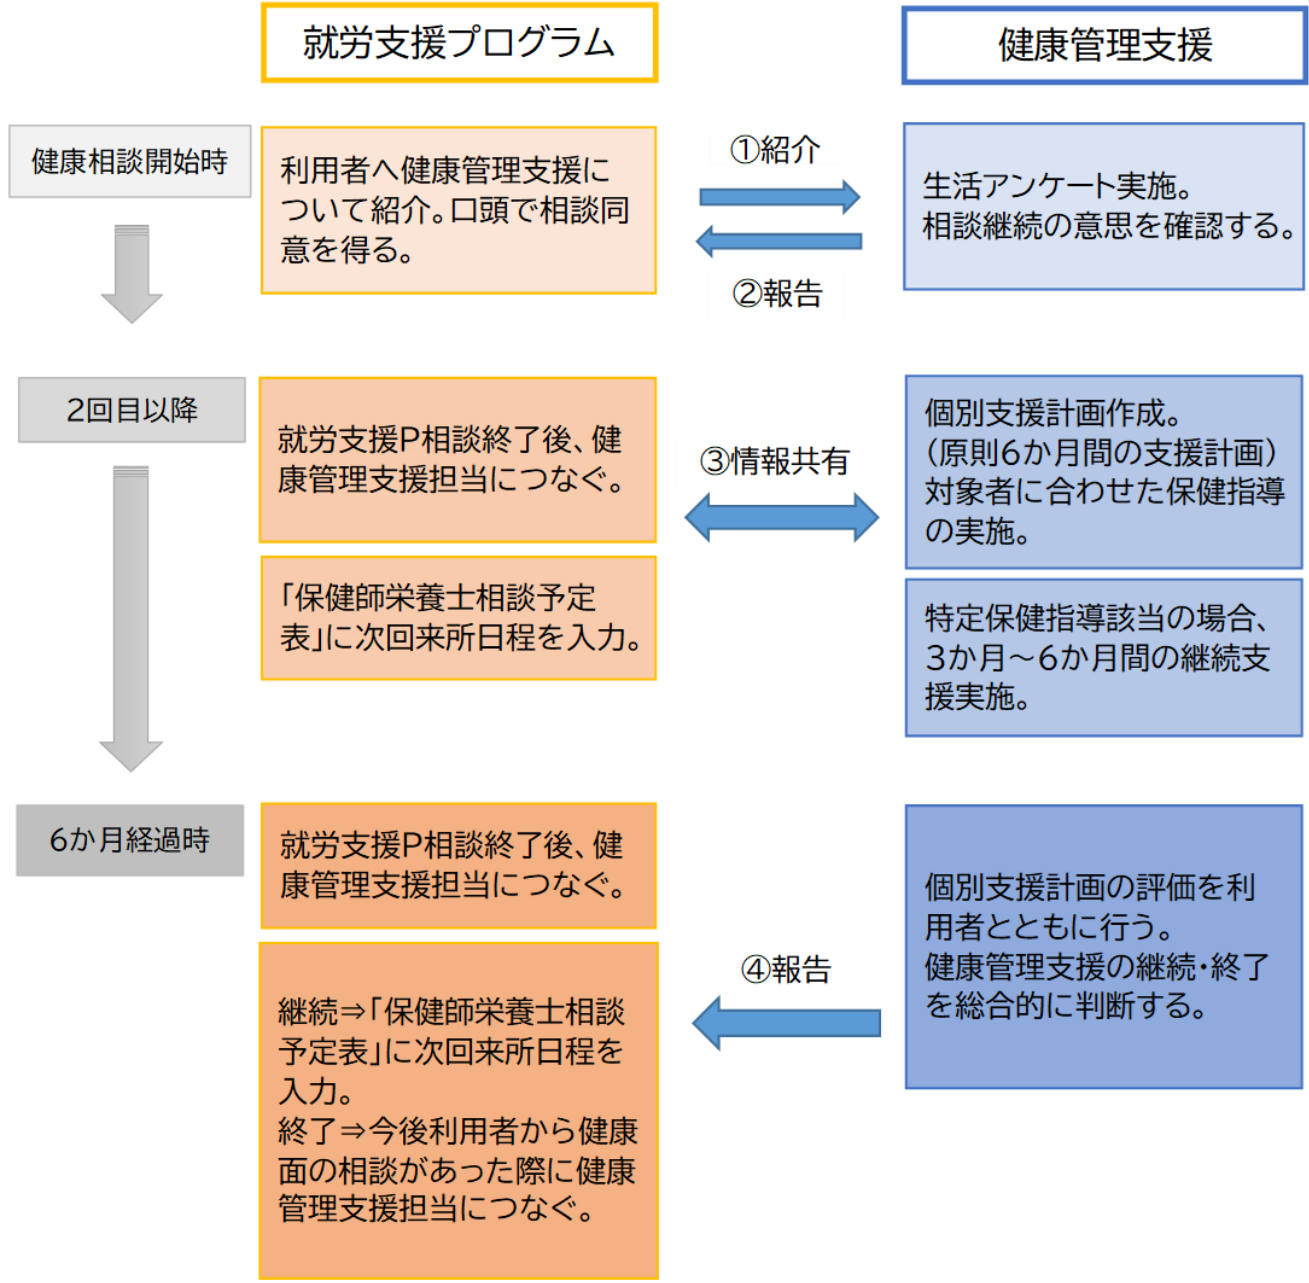 就労支援プログラム
健康管理支援
健康相談開始時
利用者へ健康管理支援に
ついて紹介。口頭で相談同
意を得る。
①紹介
②報告
生活アンケート実施。
相談継続の意思を確認する。
2回目以降
就労支援P相談終了後、健
康管理支援担当につなぐ。
「保健師栄養士相談予定
表」に次回来所日程を入力。
③情報共有
個別支援計画作成。
(原則6か月間の支援計画)
対象者に合わせた保健指導
の実施。
特定保健指導該当の場合、
3か月～6か月間の継続支
援実施。
6か月経過時
就労支援P相談終了後、健
康管理支援担当につなぐ。
継続⇒「保健師栄養士相談
予定表」に次回来所日程を
入力。
終了⇒今後利用者から健康
面の相談があった際に健康
管理支援担当につなぐ。
④報告
個別支援計画の評価を利
用者とともに行う。
健康管理支援の継続・終了
を総合的に判断する。